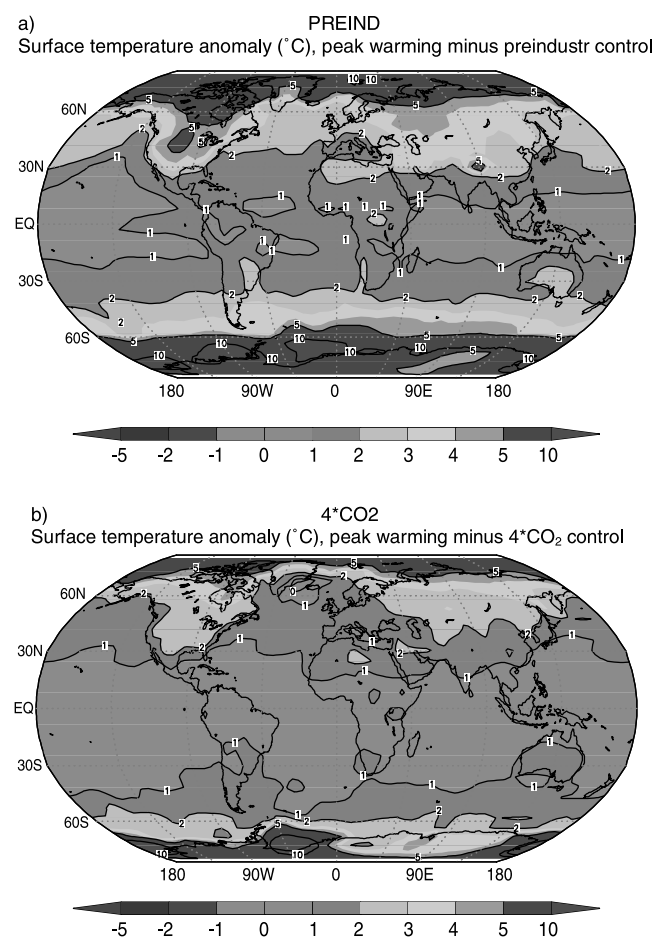 a) PREIND
Surface temperature anomaly (˚C), peak warming minus preindustr control
60N
30N
EQ
30S
60S
180 90W 0 90E 180
-5 -2 -1 0 1 2 3 4 5 10
b) 4*CO2
Surface temperature anomaly (˚C), peak warming minus 4*CO₂ control
60N
30N
EQ
30S
60S
180 90W 0 90E 180
-5 -2 -1 0 1 2 3 4 5 10